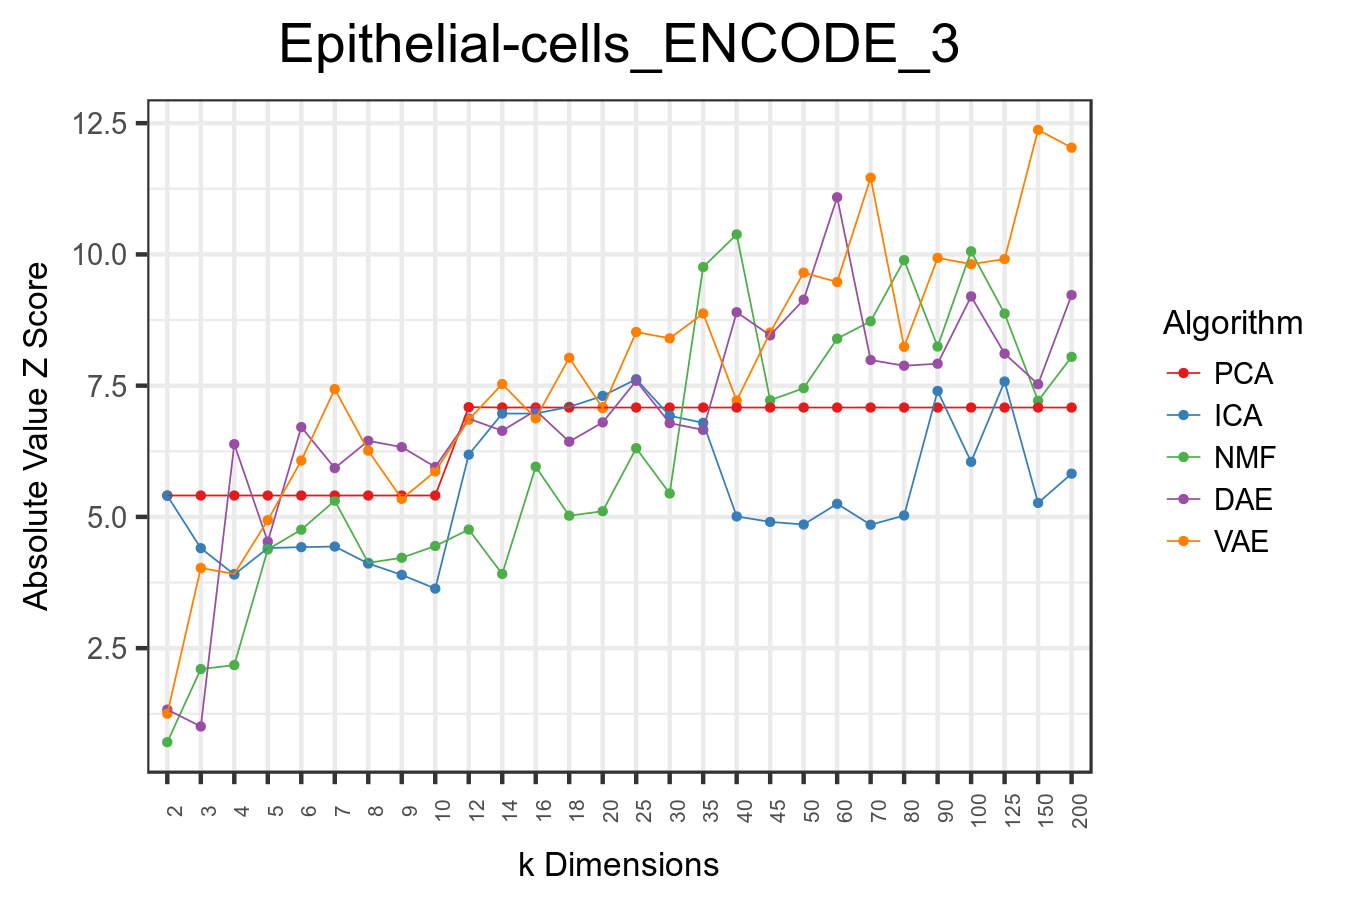 Epithelial-cells_ENCODE_3
Absolute Value Z Score
12.5
10.0
7.5
5.0
2.5
2 3 4 5 6 7 8 9 10 12 14 16 18 20 25 30 35 40 45 50 60 70 80 90 100 125 150 200
k Dimensions
Algorithm
PCA
ICA
NMF
DAE
VAE